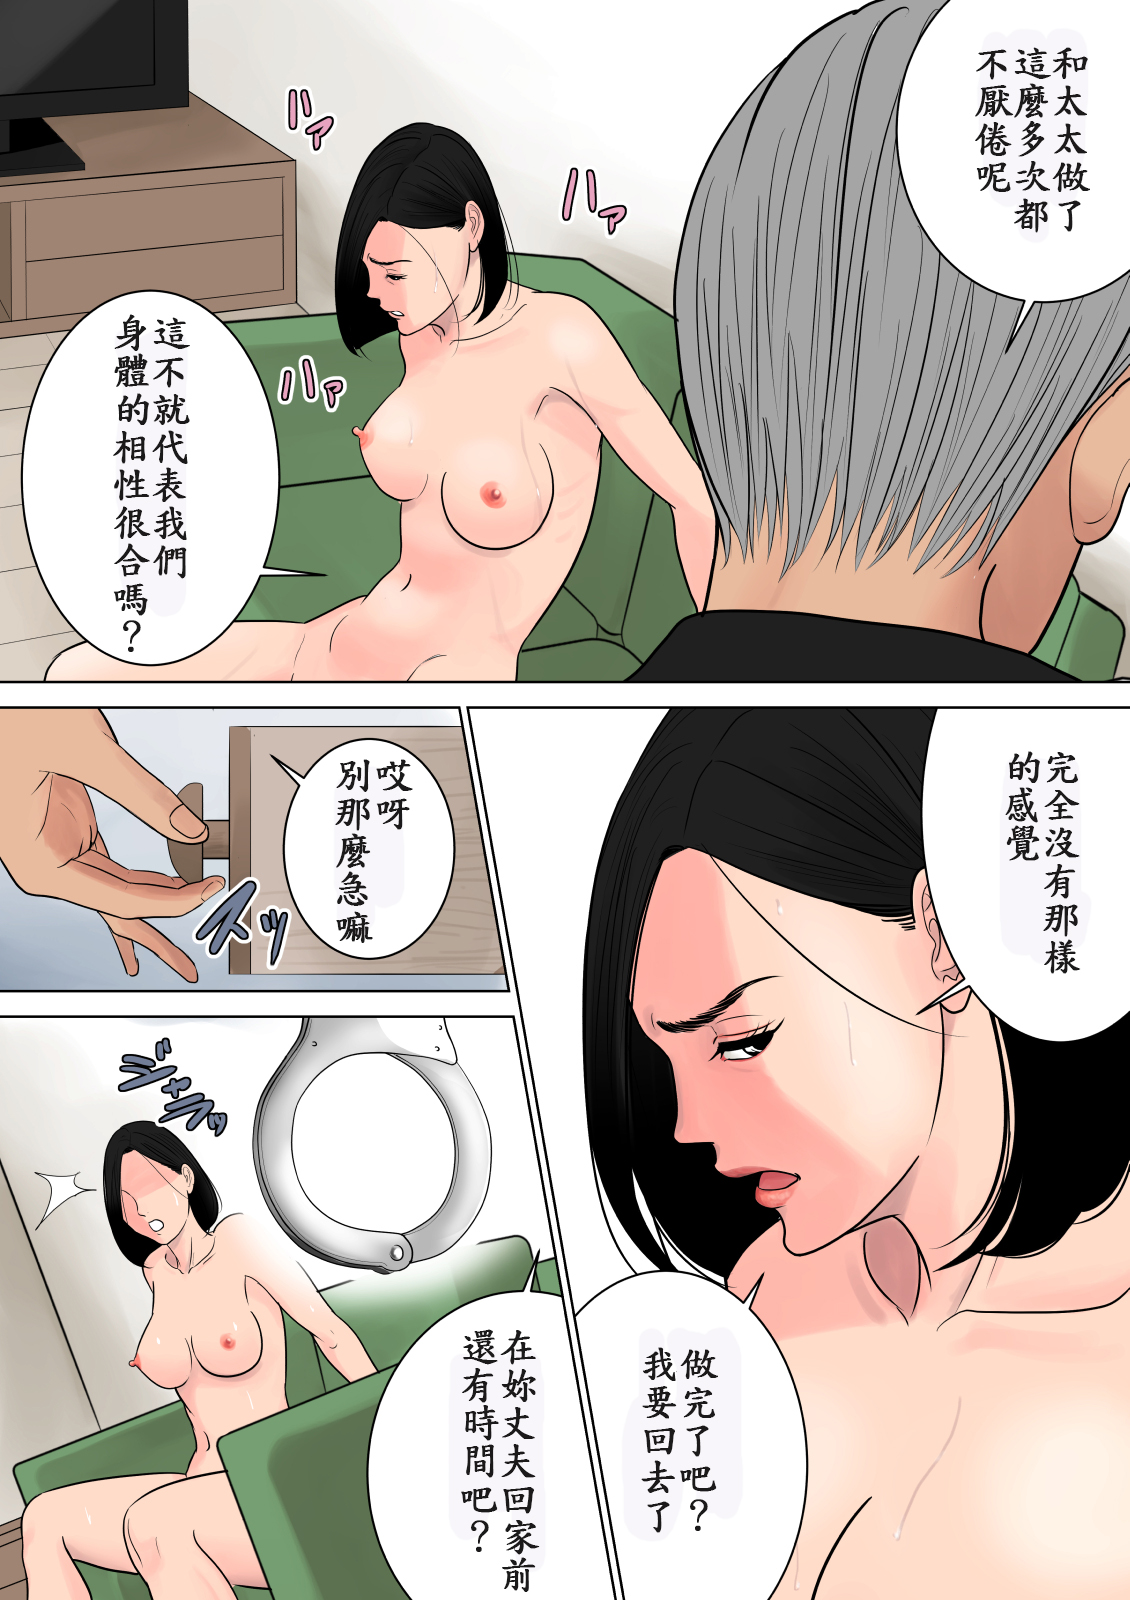 和太太做了
這麼多次都
不厭倦呢
ハァ
ハァ
ハァ
這不就代表我們
身體的相性很合嗎？
完全沒有那樣
的感覺
做完了吧？
我要回去了
哎呀
別那麼急嘛
スッ
ジャラッ
在妳丈夫回家前
還有時間吧？